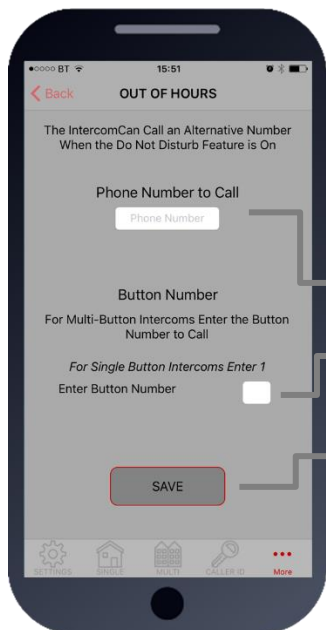 BT 15:51
Back OUT OF HOURS
The IntercomCan Call an Alternative Number
When the Do Not Disturb Feature is On
Phone Number to Call
Phone Number
Button Number
For Multi-Button Intercoms Enter the Button
Number to Call
For Single Button Intercoms Enter 1
Enter Button Number
SAVE
SETTINGS SINGLE MULTI CALLER ID More